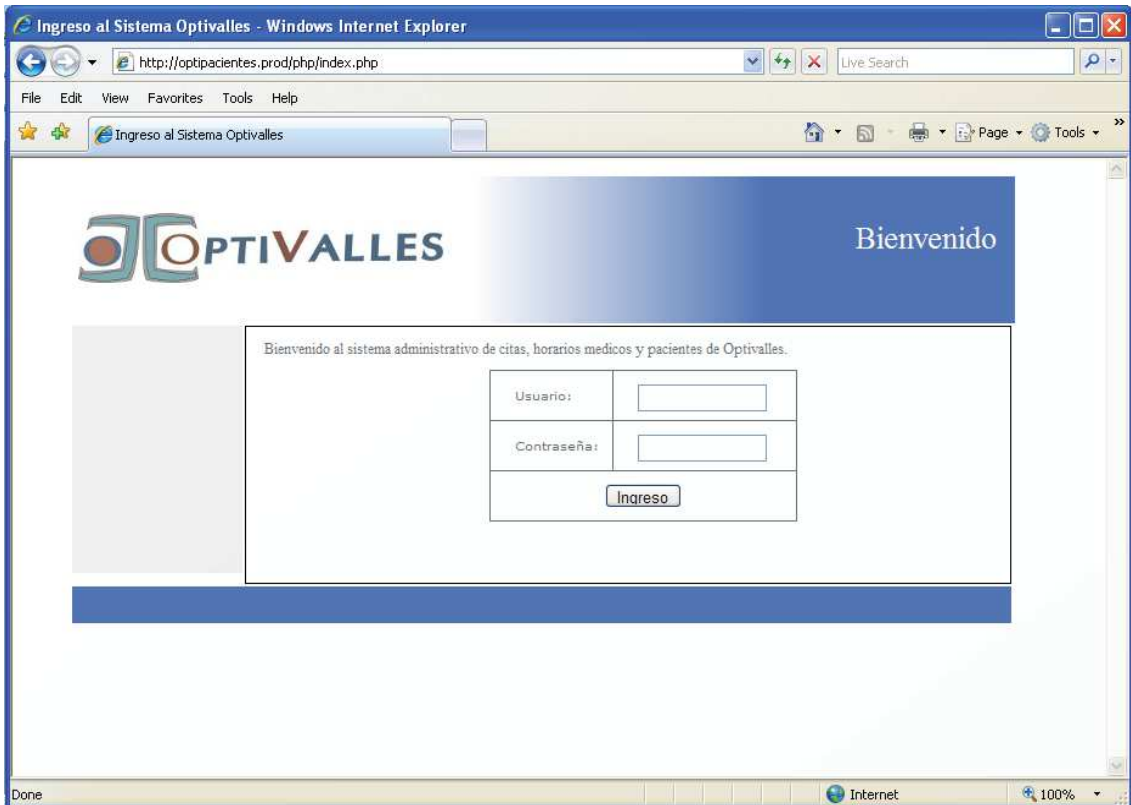 Ingreso al Sistema Optivalles - Windows Internet Explorer
http://optipacientes.prod/php/index.php
Live Search
File Edit View Favorites Tools Help
Ingreso al Sistema Optivalles
Page Tools »
OPTIVALLES
Bienvenido
Bienvenido al sistema administrativo de citas, horarios medicos y pacientes de Optivalles.
Usuario:
Contraseña:
Ingreso
Done Internet 100%